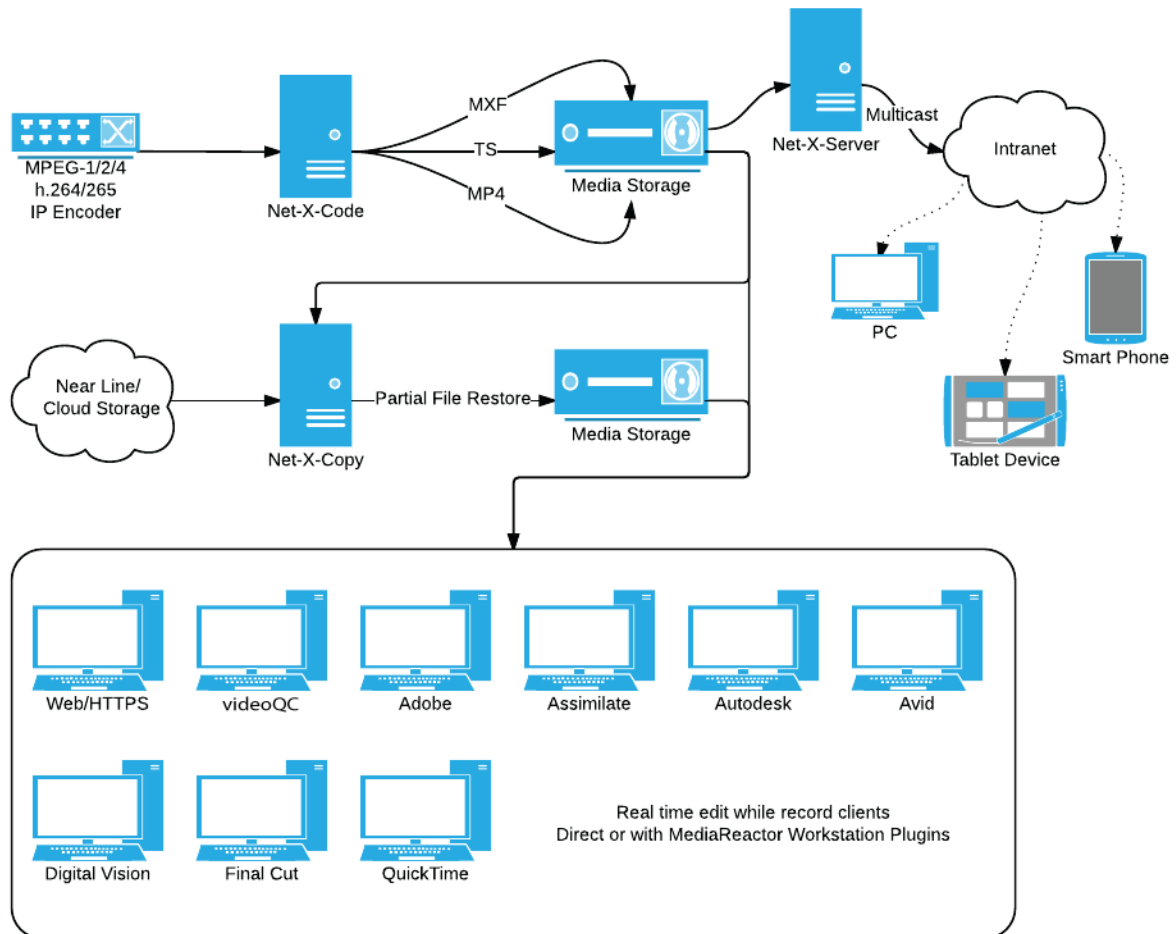 MPEG-1/2/4
h.264/265
IP Encoder
Net-X-Code
MXF
TS
MP4
Media Storage
Net-X-Server
Multicast
Intranet
PC
Smart Phone
Tablet Device
Near Line/
Cloud Storage
Net-X-Copy
Partial File Restore
Media Storage
Web/HTTPS
videoQC
Adobe
Assimilate
Autodesk
Avid
Digital Vision
Final Cut
QuickTime
Real time edit while record clients
Direct or with MediaReactor Workstation Plugins